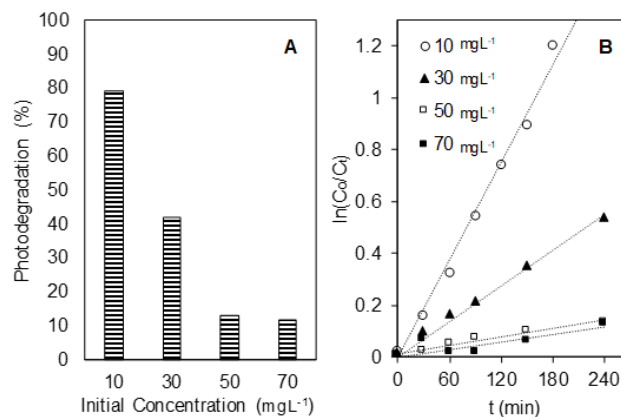 A
100
90
80
70
60
50
40
30
20
10
0
Photodegradation (%)
10 30 50 70
Initial Concentration (mgL⁻¹)
B
1.2
1
0.8
0.6
0.4
0.2
0
ln(Co/Ct)
10 mgL⁻¹
30 mgL⁻¹
50 mgL⁻¹
70 mgL⁻¹
0 60 120 180 240
t (min)